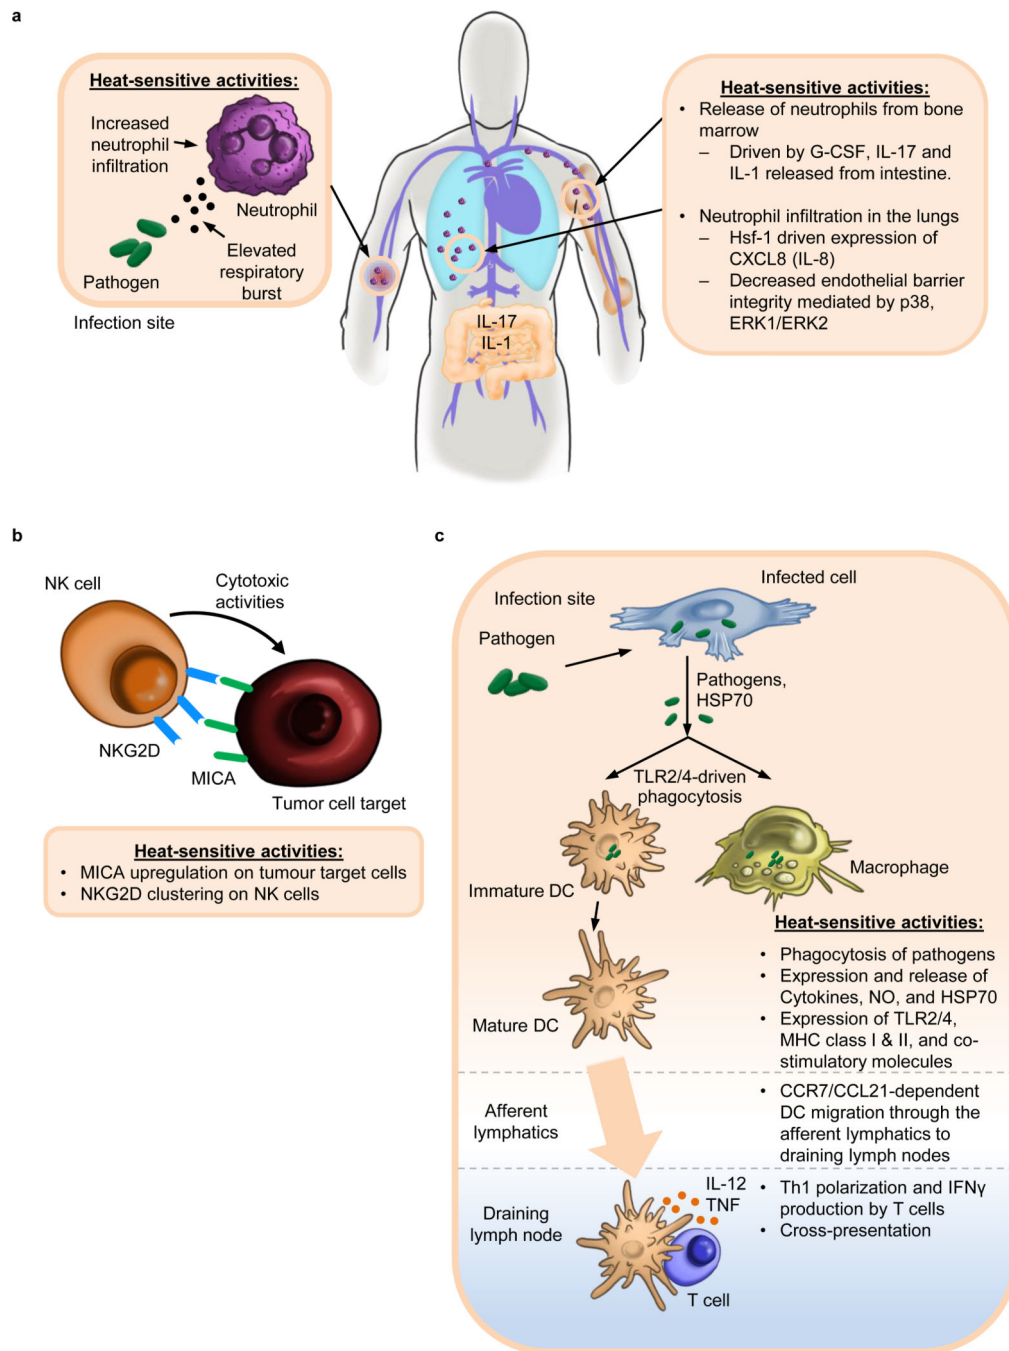 a
Heat-sensitive activities:
Increased
neutrophil
infiltration
Neutrophil
Elevated
respiratory
burst
Pathogen
Infection site
IL-17
IL-1
Heat-sensitive activities:
• Release of neutrophils from bone
marrow
– Driven by G-CSF, IL-17 and
IL-1 released from intestine.
• Neutrophil infiltration in the lungs
– Hsf-1 driven expression of
CXCL8 (IL-8)
– Decreased endothelial barrier
integrity mediated by p38,
ERK1/ERK2
b
NK cell
Cytotoxic
activities
NKG2D
MICA
Tumor cell target
Heat-sensitive activities:
• MICA upregulation on tumour target cells
• NKG2D clustering on NK cells
c
Infected cell
Infection site
Pathogen
Pathogens,
HSP70
TLR2/4-driven
phagocytosis
Immature DC
Macrophage
Mature DC
Heat-sensitive activities:
• Phagocytosis of pathogens
• Expression and release of
Cytokines, NO, and HSP70
• Expression of TLR2/4,
MHC class I & II, and co-
stimulatory molecules
Afferent
lymphatics
• CCR7/CCL21-dependent
DC migration through the
afferent lymphatics to
draining lymph nodes
Draining
lymph node
IL-12
TNF
T cell
• Th1 polarization and IFNγ
production by T cells
• Cross-presentation